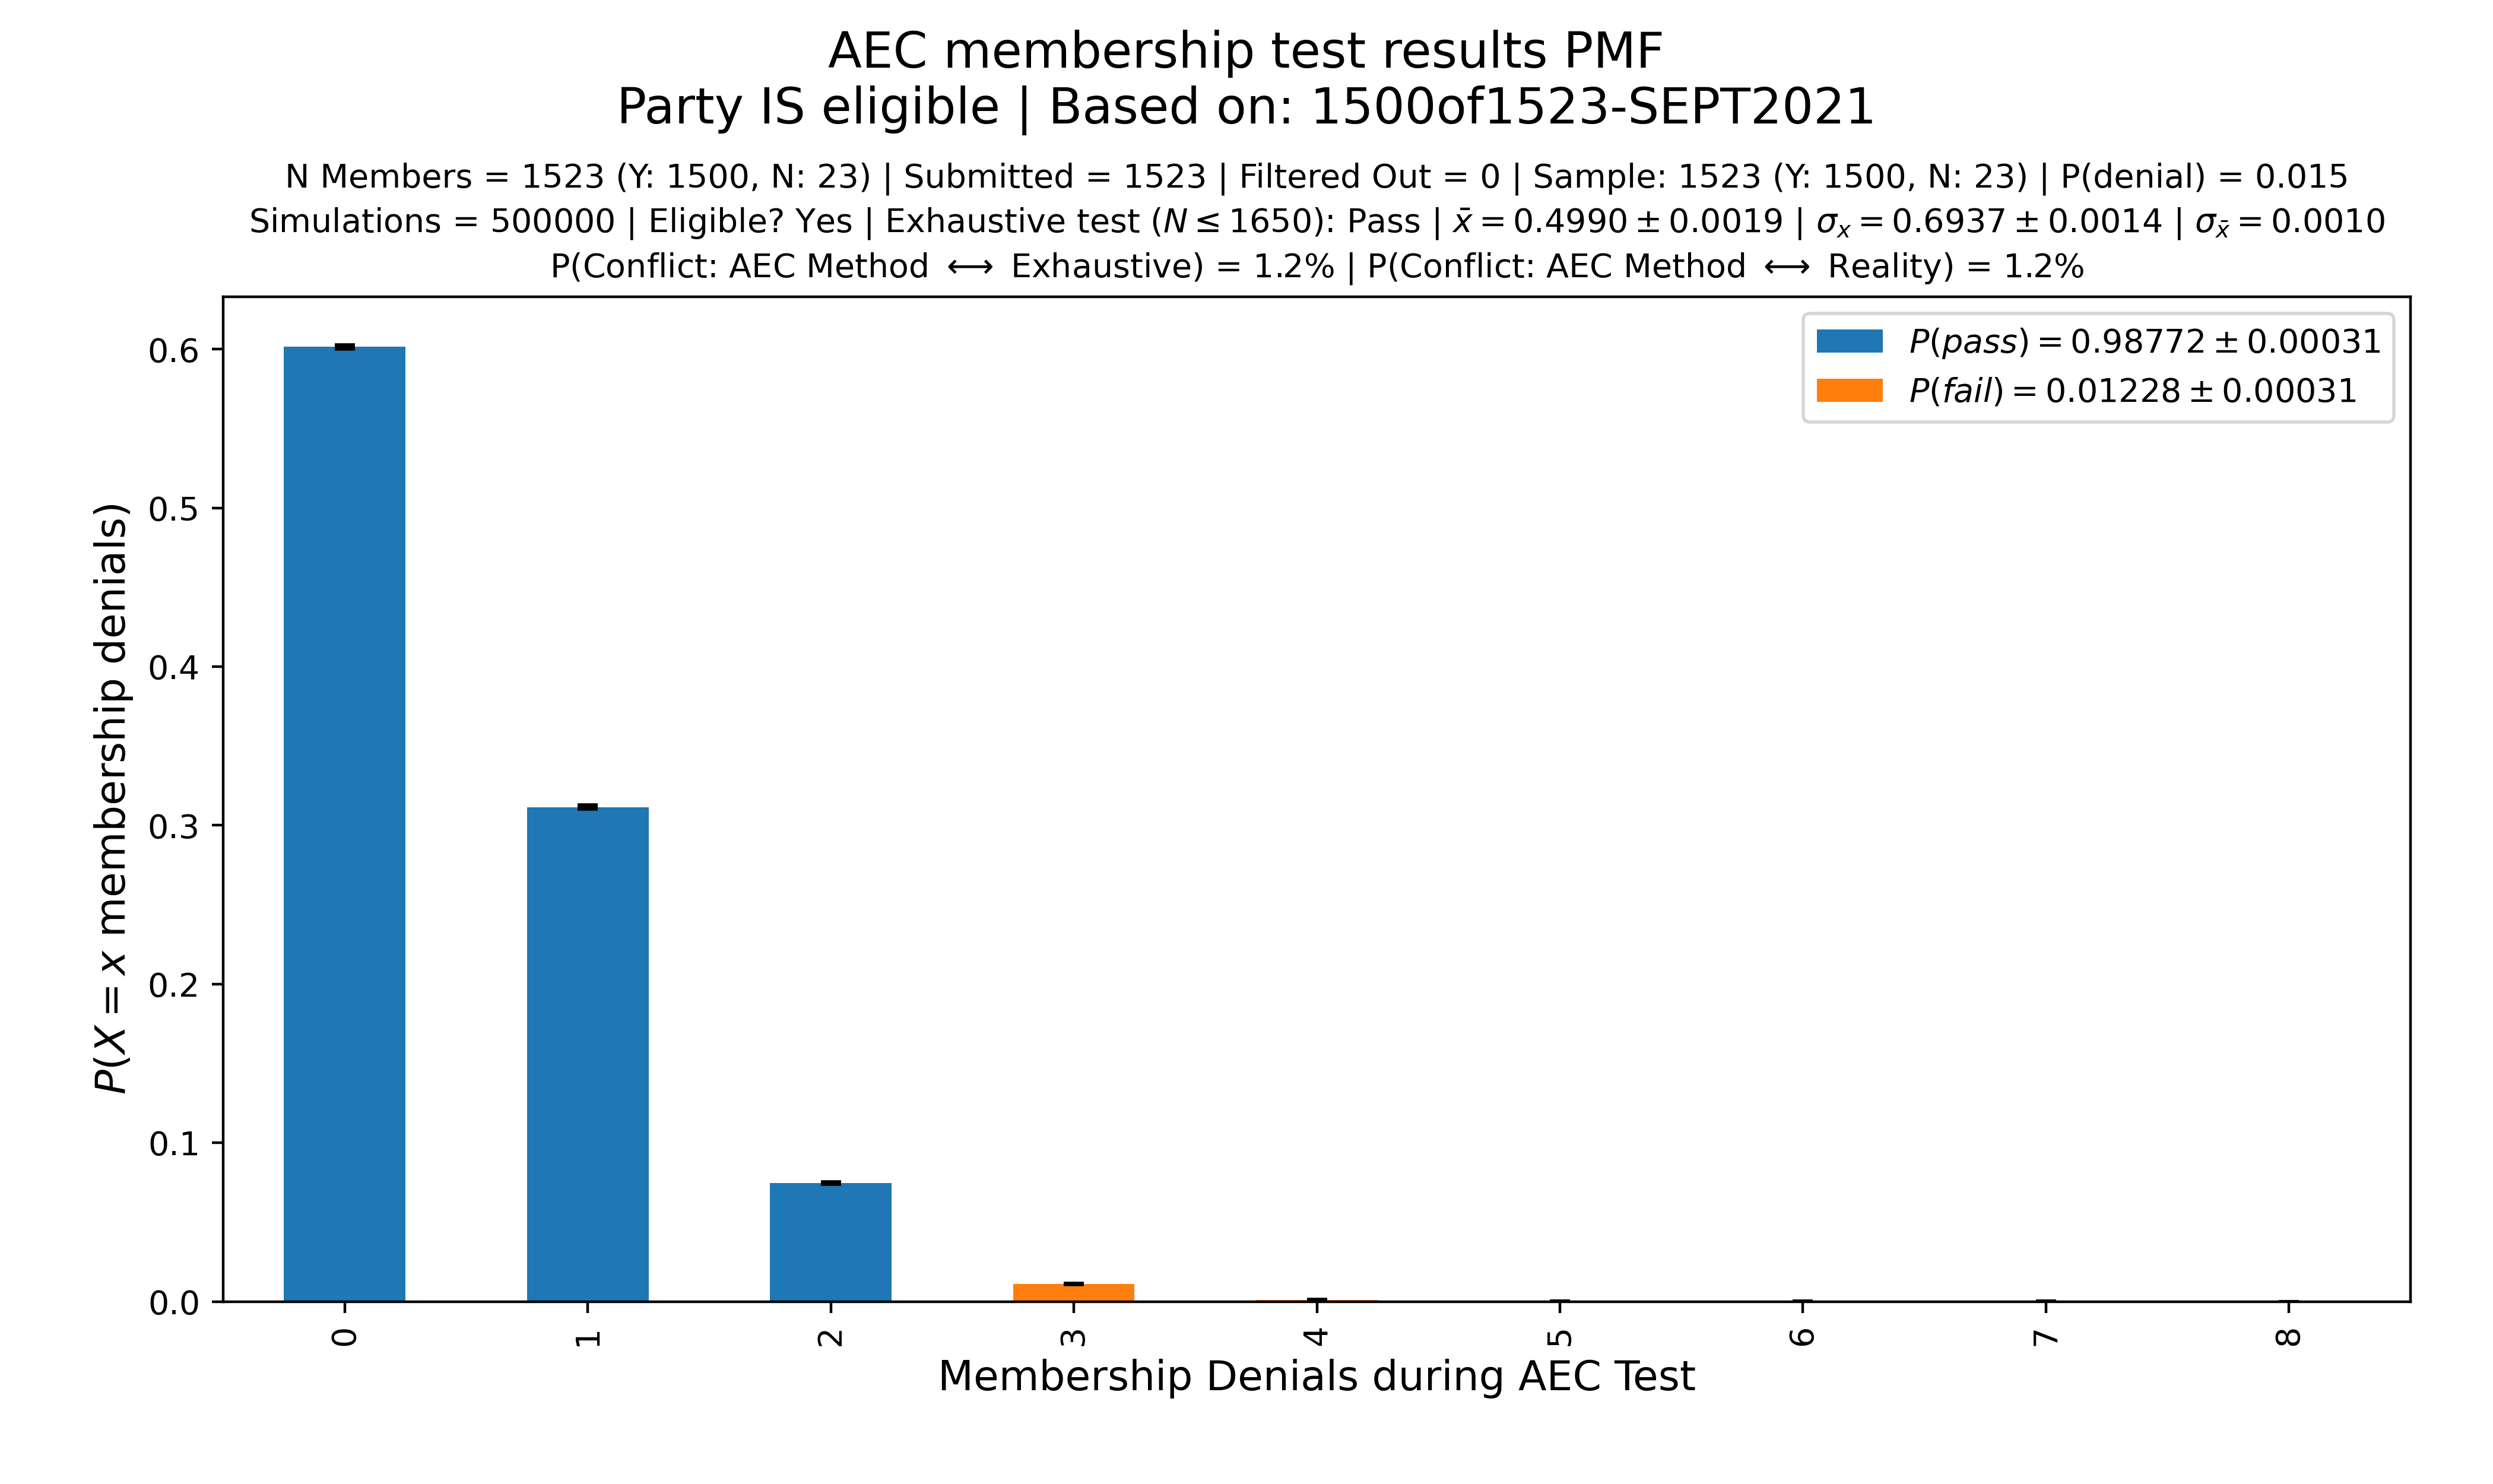 AEC membership test results PMF
Party IS eligible | Based on: 1500of1523-SEPT2021
N Members = 1523 (Y: 1500, N: 23) | Submitted = 1523 | Filtered Out = 0 | Sample: 1523 (Y: 1500, N: 23) | P(denial) = 0.015
Simulations = 500000 | Eligible? Yes | Exhaustive test (N ≤ 1650): Pass | x̄ = 0.4990 ± 0.0019 | σₓ = 0.6937 ± 0.0014 | σ_x̄ = 0.0010
P(Conflict: AEC Method ⟷ Exhaustive) = 1.2% | P(Conflict: AEC Method ⟷ Reality) = 1.2%
P(pass) = 0.98772 ± 0.00031
P(fail) = 0.01228 ± 0.00031
P(X = x membership denials)
0.6
0.5
0.4
0.3
0.2
0.1
0.0
0 1 2 3 4 5 6 7 8
Membership Denials during AEC Test